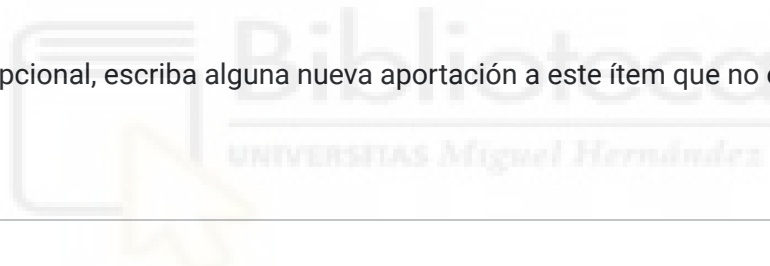 Biblioteca
pcional, escriba alguna nueva aportación a este ítem que no
UNIVERSITAS Miguel Hernández